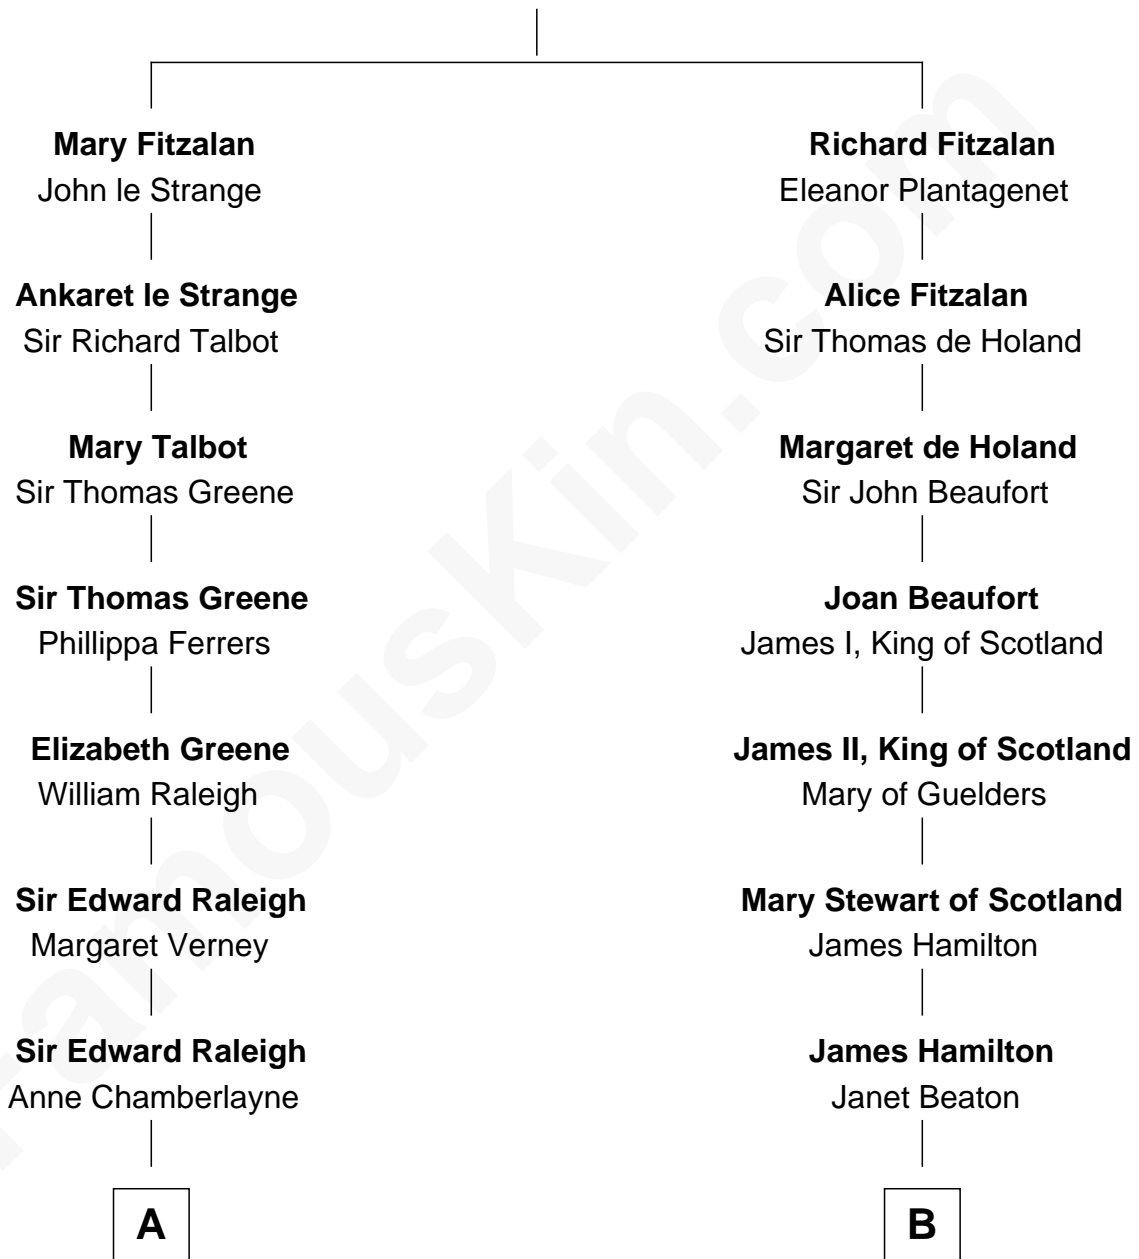 Mary Fitzalan
John le Strange
Ankaret le Strange
Sir Richard Talbot
Mary Talbot
Sir Thomas Greene
Sir Thomas Greene
Phillippa Ferrers
Elizabeth Greene
William Raleigh
Sir Edward Raleigh
Margaret Verney
Sir Edward Raleigh
Anne Chamberlayne
A
Richard Fitzalan
Eleanor Plantagenet
Alice Fitzalan
Sir Thomas de Holand
Margaret de Holand
Sir John Beaufort
Joan Beaufort
James I, King of Scotland
James II, King of Scotland
Mary of Guelders
Mary Stewart of Scotland
James Hamilton
James Hamilton
Janet Beaton
B
FamousKin.com